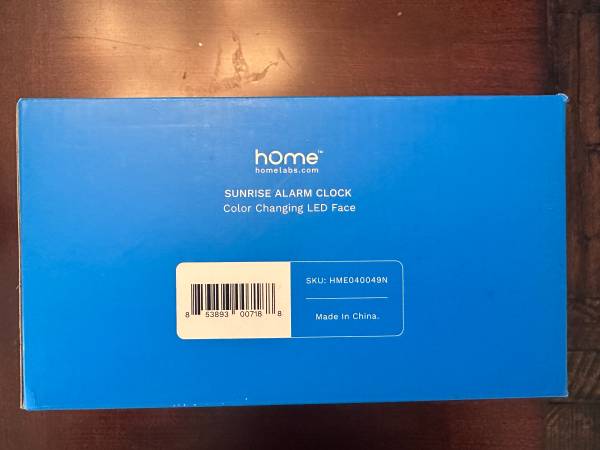 hOme™
homelabs.com
SUNRISE ALARM CLOCK
Color Changing LED Face
SKU: HME040049N
Made In China.
8 53893 00718 8